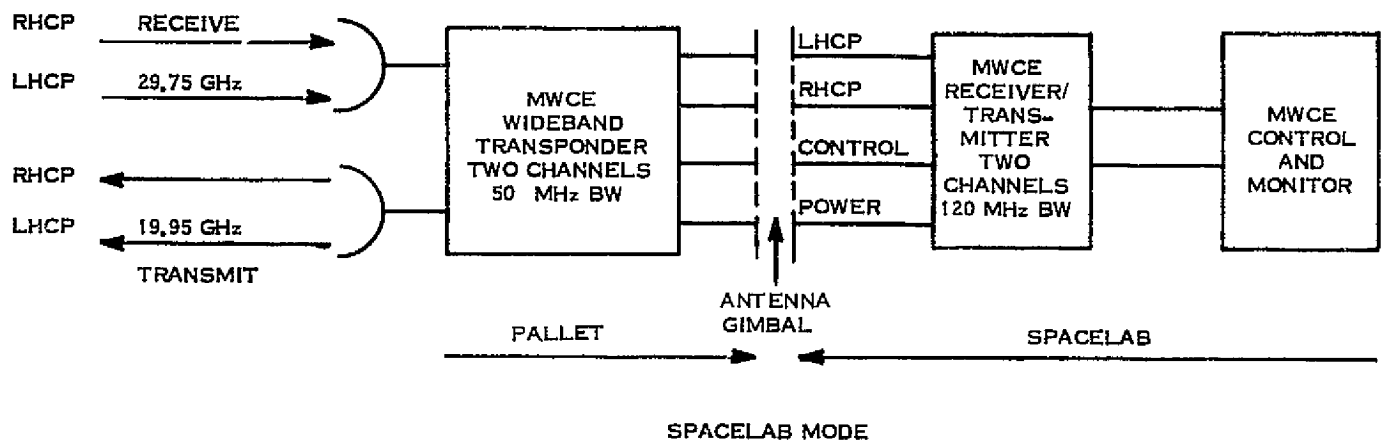 RHCP RECEIVE
LHCP 29.75 GHz
RHCP
LHCP 19.95 GHz
TRANSMIT
MWCE
WIDEBAND
TRANSPONDER
TWO CHANNELS
50 MHz BW
LHCP
RHCP
CONTROL
POWER
ANTENNA
GIMBAL
MWCE
RECEIVER/
TRANS-
MITTER
TWO
CHANNELS
120 MHz BW
MWCE
CONTROL
AND
MONITOR
PALLET
SPACELAB
SPACELAB MODE